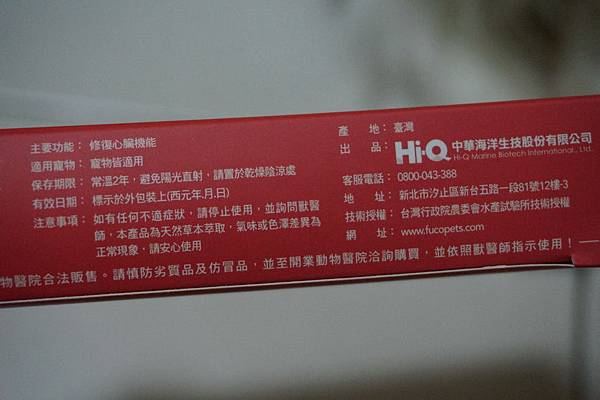 主要功能： 修復心臟機能
適用寵物： 寵物皆適用
保存期限： 常溫2年，避免陽光直射，請置於乾燥陰涼處
有效日期： 標示於外包裝上(西元年.月.日)
注意事項： 如有任何不適症狀，請停止使用，並詢問獸醫
師，本產品為天然草本萃取，氣味或色澤差異為
正常現象，請安心使用
產 地： 臺灣
出 品： Hi-Q 中華海洋生技股份有限公司
Hi-Q Marine Biotech International., Ltd.
客服電話： 0800-043-388
地 址： 新北市汐止區新台五路一段81號12樓-3
技術授權： 台灣行政院農委會水產試驗所技術授權
網 址： www.fucopets.com
物醫院合法販售。請慎防劣質品及仿冒品，並至開業動物醫院洽詢購買，並依照獸醫師指示使用！